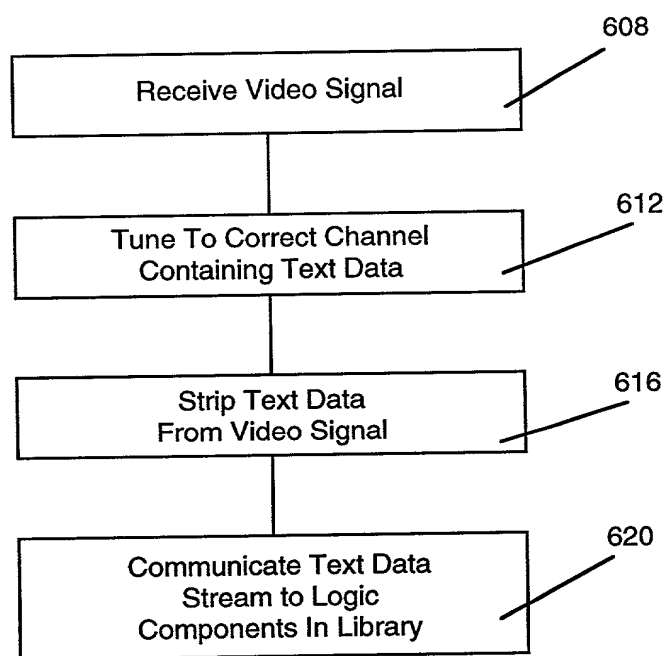 608
Receive Video Signal
612
Tune To Correct Channel
Containing Text Data
616
Strip Text Data
From Video Signal
620
Communicate Text Data
Stream to Logic
Components In Library